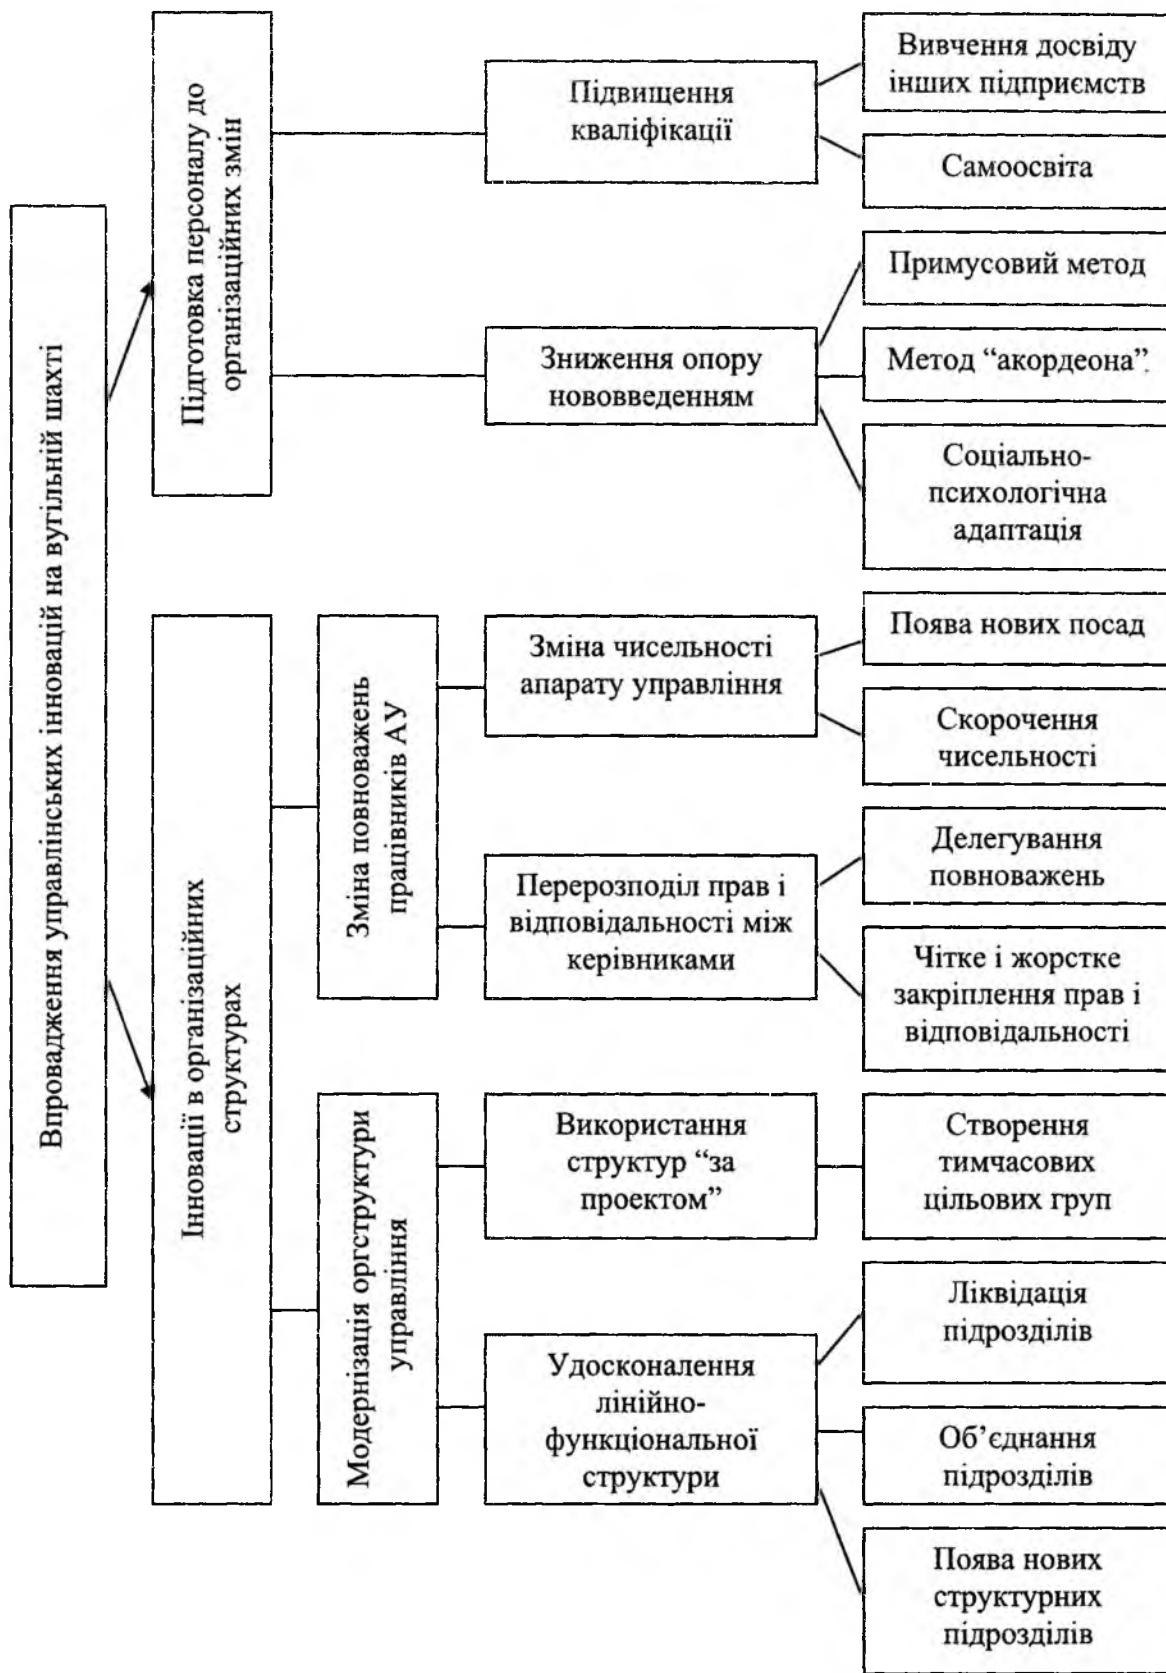 Впровадження управлінських інновацій на вугільній шахті
Підготовка персоналу до
організаційних змін
Підвищення
кваліфікації
Вивчення досвіду
інших підприємств
Самоосвіта
Зниження опору
нововведенням
Примусовий метод
Метод “акордеона”
Соціально-
психологічна
адаптація
Інновації в організаційних
структурах
Зміна повноважень
працівників АУ
Зміна чисельності
апарату управління
Поява нових посад
Скорочення
чисельності
Перерозподіл прав і
відповідальності між
керівниками
Делегування
повноважень
Чітке і жорстке
закріплення прав і
відповідальності
Модернізація оргструктури
управління
Використання
структур “за
проектом”
Створення
тимчасових
цільових груп
Удосконалення
лінійно-
функціональної
структури
Ліквідація
підрозділів
Об’єднання
підрозділів
Поява нових
структурних
підрозділів